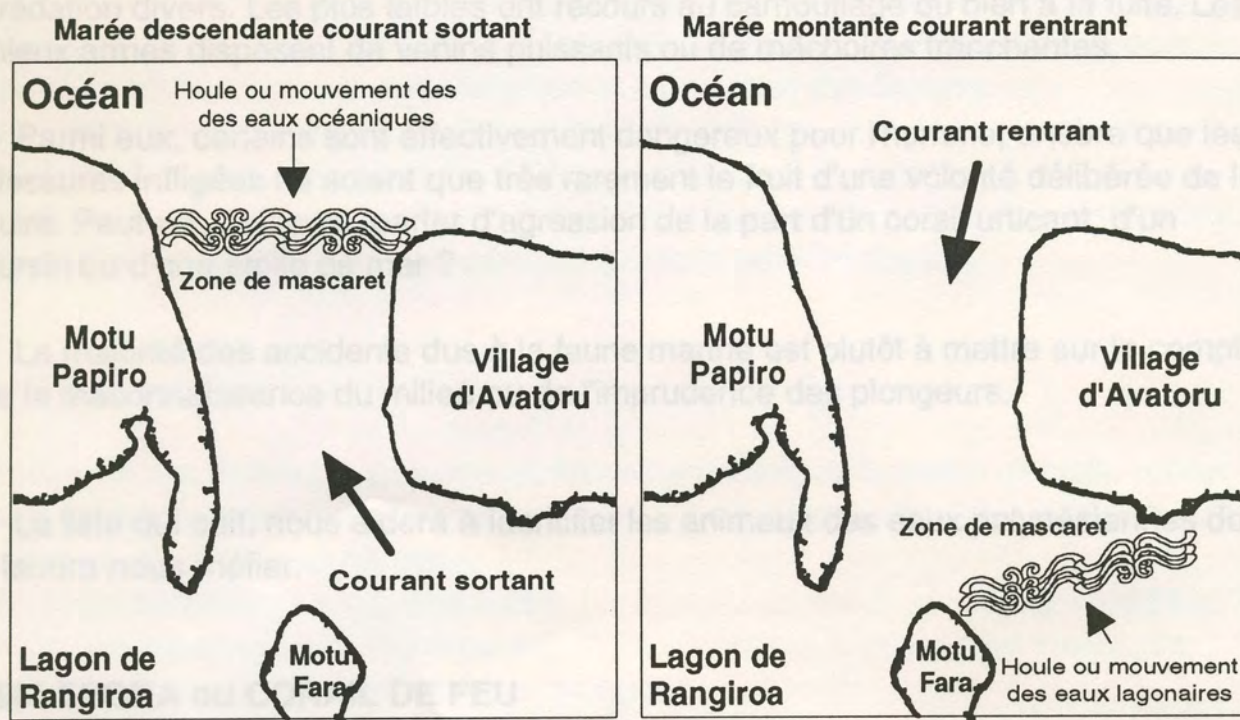 Marée descendante courant sortant
Océan
Houle ou mouvement des
des eaux océaniques
Zone de mascaret
Motu
Papiro
Village
d'Avatoru
Courant sortant
Lagon de
Rangiroa
Motu
Fara
Marée montante courant rentrant
Océan
Courant rentrant
Motu
Papiro
Village
d'Avatoru
Zone de mascaret
Lagon de
Rangiroa
Motu
Fara
Houle ou mouvement
des eaux lagonaires